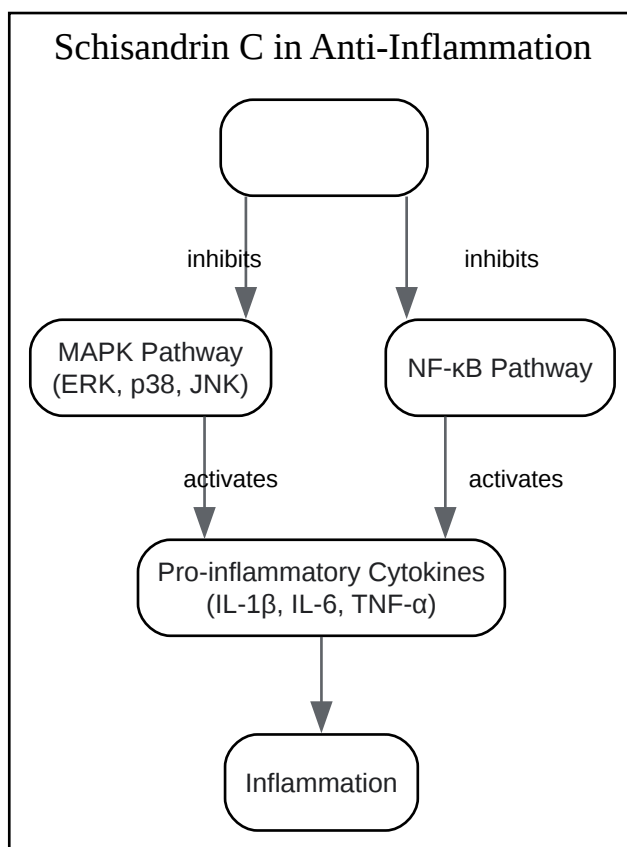 Schisandrin C in Anti-Inflammation
inhibits
inhibits
MAPK Pathway
(ERK, p38, JNK)
NF-κB Pathway
activates
activates
Pro-inflammatory Cytokines
(IL-1β, IL-6, TNF-α)
Inflammation